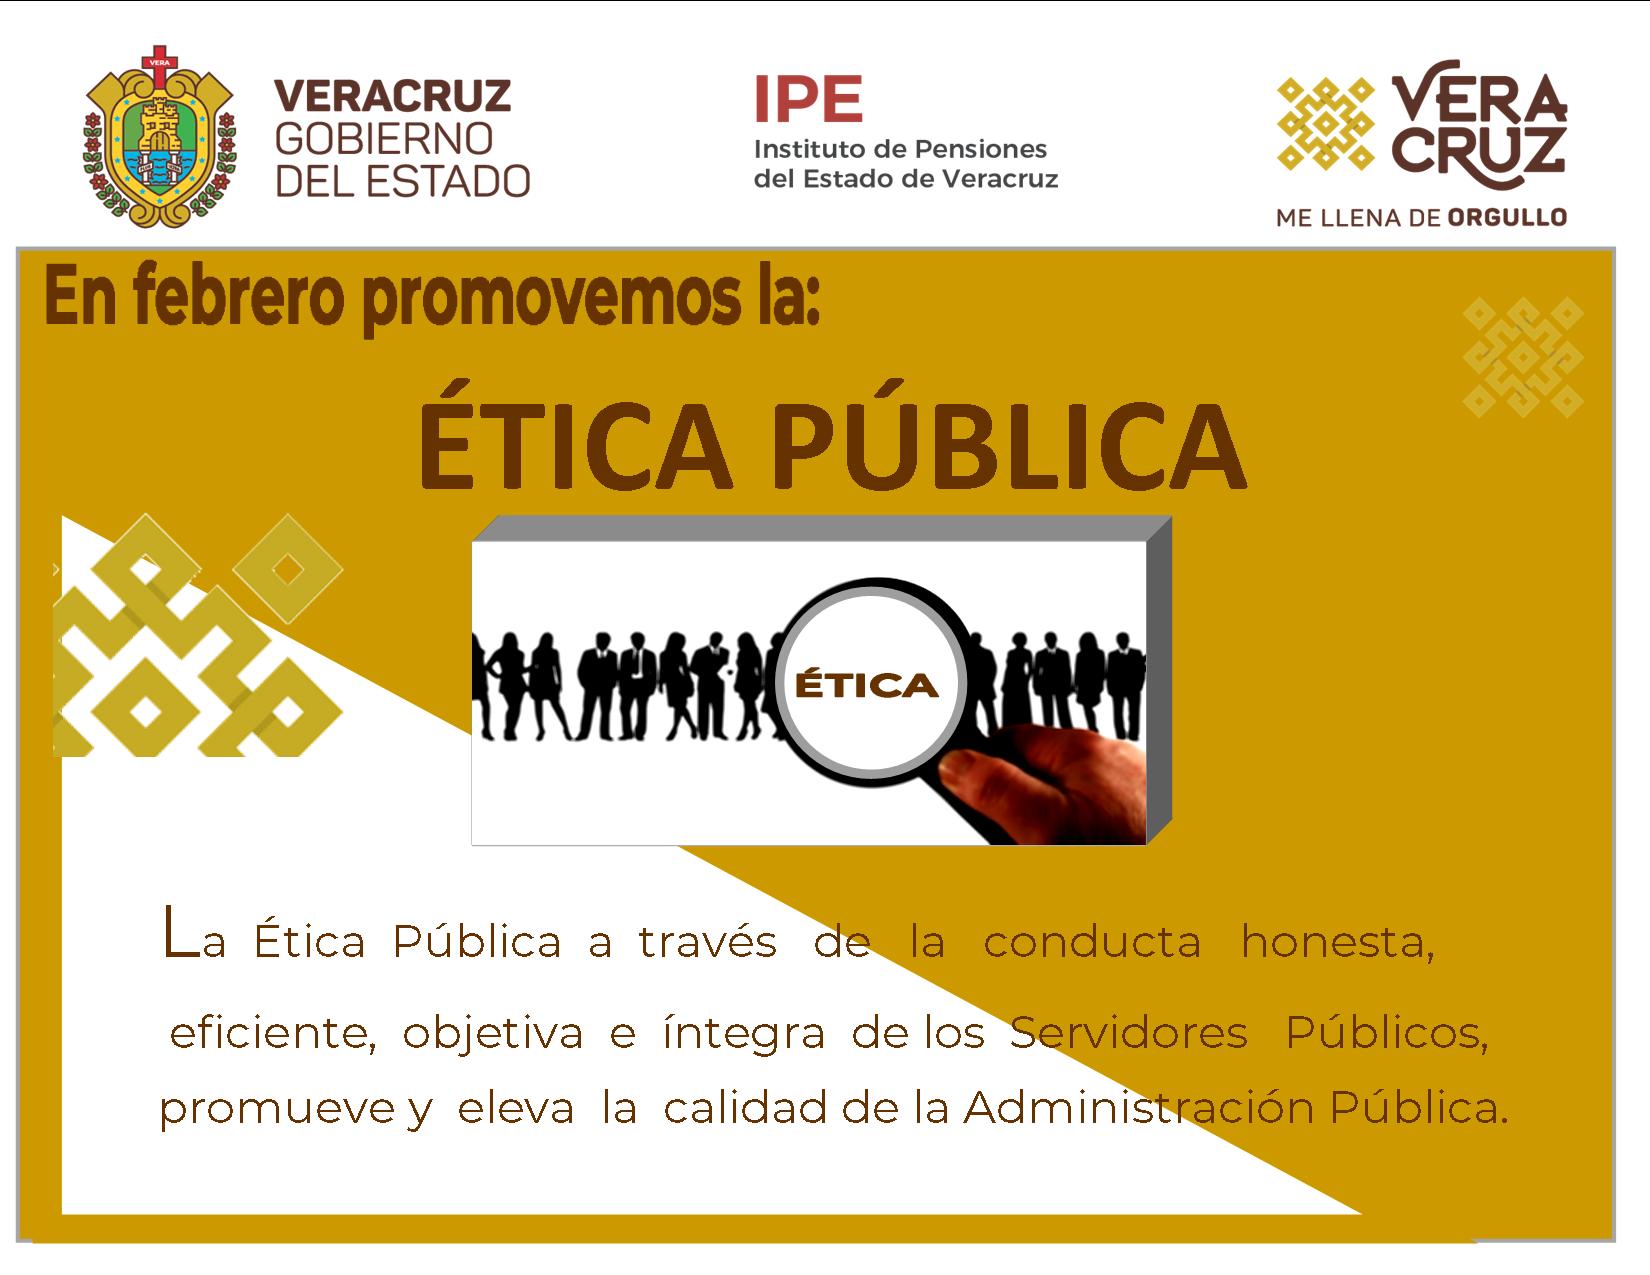 VERA
VERACRUZ
GOBIERNO
DEL ESTADO
IPE
Instituto de Pensiones
del Estado de Veracruz
VERA
CRUZ
ME LLENA DE ORGULLO
En febrero promovemos la:
ÉTICA PÚBLICA
ÉTICA
La Ética Pública a través de la conducta honesta,
eficiente, objetiva e íntegra de los Servidores Públicos,
promueve y eleva la calidad de la Administración Pública.